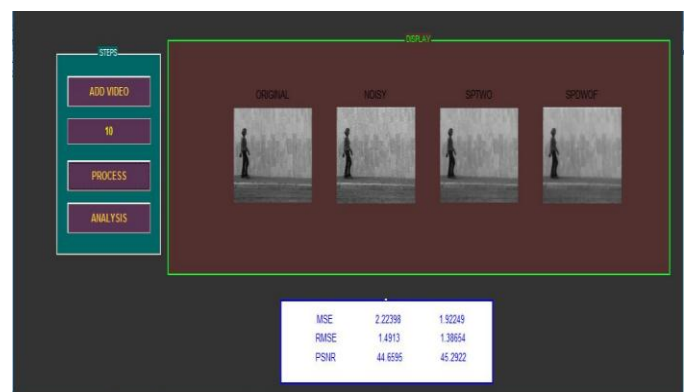 STEPS
ADD VIDEO
10
PROCESS
ANALYSIS
DISPLAY
ORIGINAL NOISY SPTWO SPDWOF
MSE 2.22398 1.92249
RMSE 1.4913 1.38654
PSNR 44.6595 45.2922